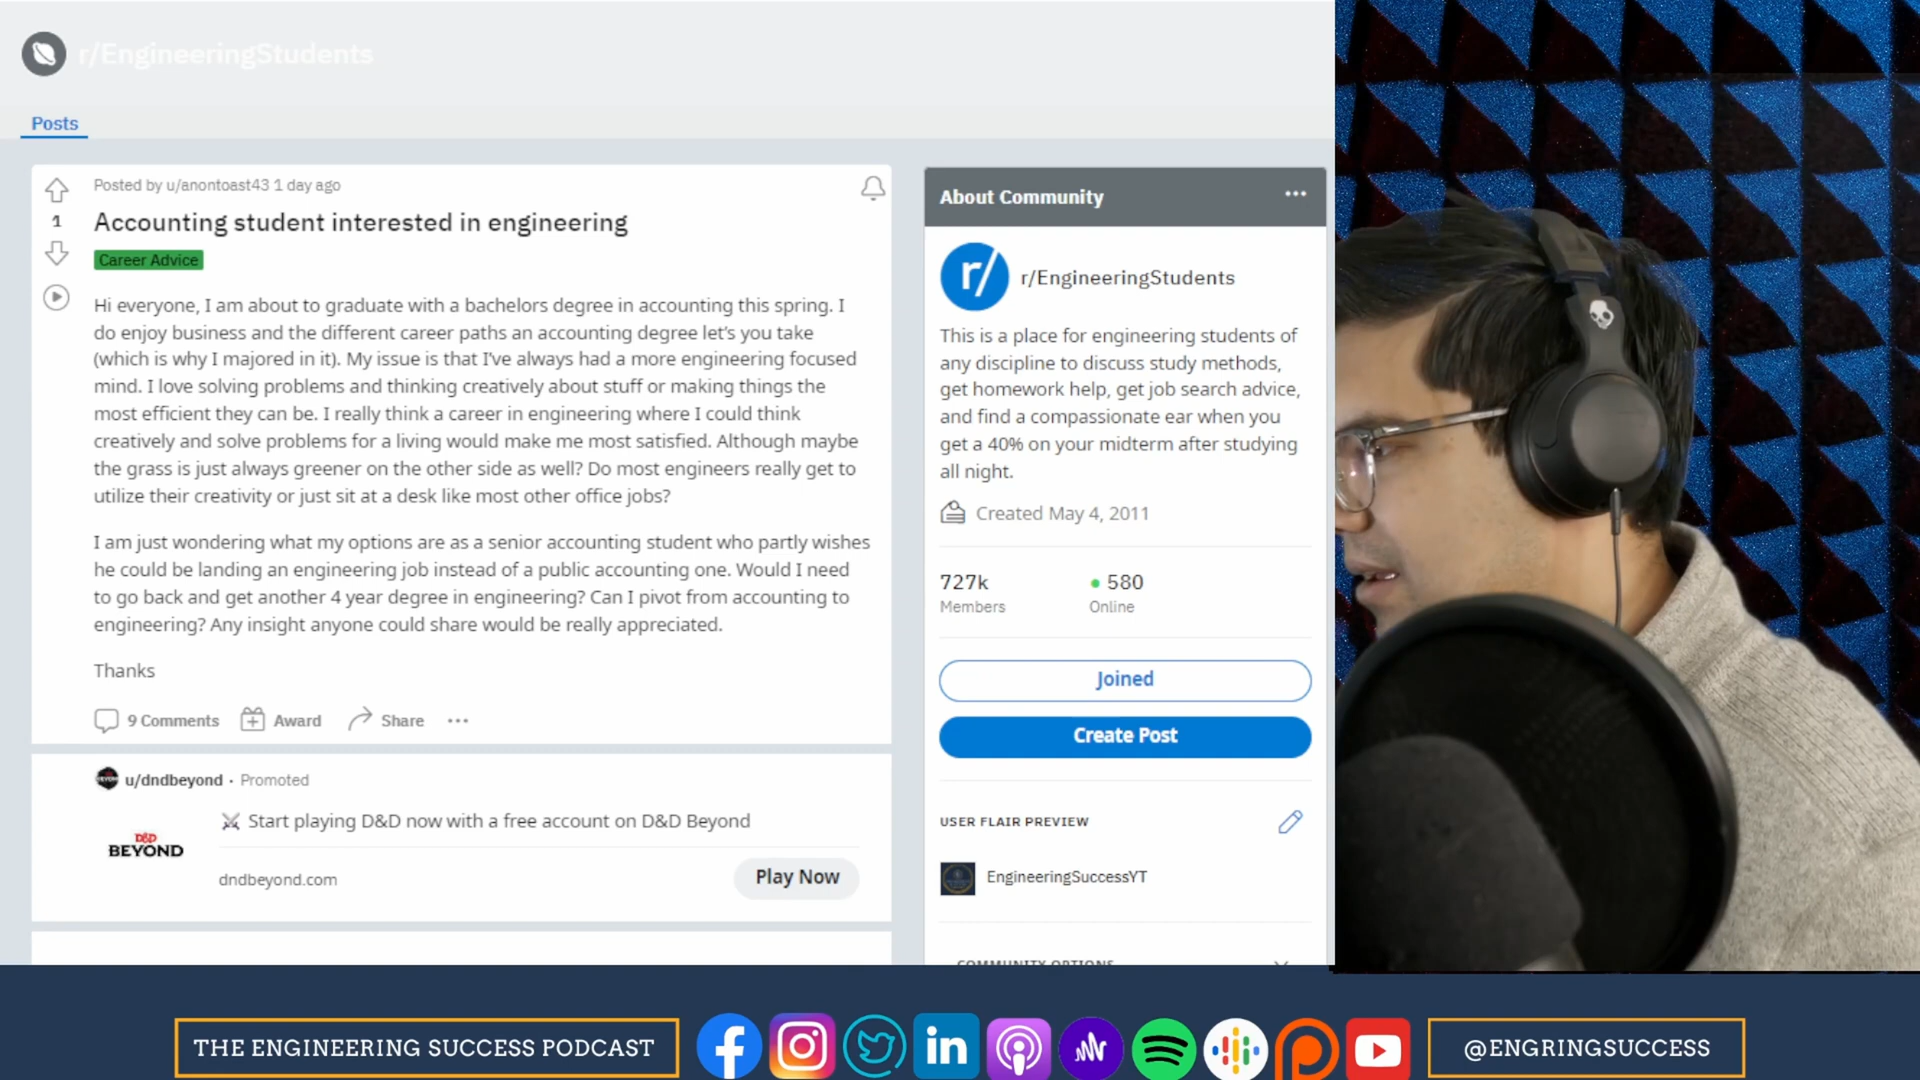 r/EngineeringStudents
Posts
Posted by u/anontoast43 1 day ago
1
Accounting student interested in engineering
Career Advice
Hi everyone, I am about to graduate with a bachelors degree in accounting this spring. I
do enjoy business and the different career paths an accounting degree let's you take
(which is why I majored in it). My issue is that I've always had a more engineering focused
mind. I love solving problems and thinking creatively about stuff or making things the
most efficient they can be. I really think a career in engineering where I could think
creatively and solve problems for a living would make me most satisfied. Although maybe
the grass is just always greener on the other side as well? Do most engineers really get to
utilize their creativity or just sit at a desk like most other office jobs?
I am just wondering what my options are as a senior accounting student who partly wishes
he could be landing an engineering job instead of a public accounting one. Would I need
to go back and get another 4 year degree in engineering? Can I pivot from accounting to
engineering? Any insight anyone could share would be really appreciated.
Thanks
9 Comments Award Share
u/dndbeyond · Promoted
Start playing D&D now with a free account on D&D Beyond
D&D
BEYOND
dndbeyond.com
Play Now
About Community
r/
r/EngineeringStudents
This is a place for engineering students of
any discipline to discuss study methods,
get homework help, get job search advice,
and find a compassionate ear when you
get a 40% on your midterm after studying
all night.
Created May 4, 2011
727k 580
Members Online
Joined
Create Post
USER FLAIR PREVIEW
EngineeringSuccessYT
COMMUNITY OPTIONS
THE ENGINEERING SUCCESS PODCAST
in
@ENGRINGSUCCESS